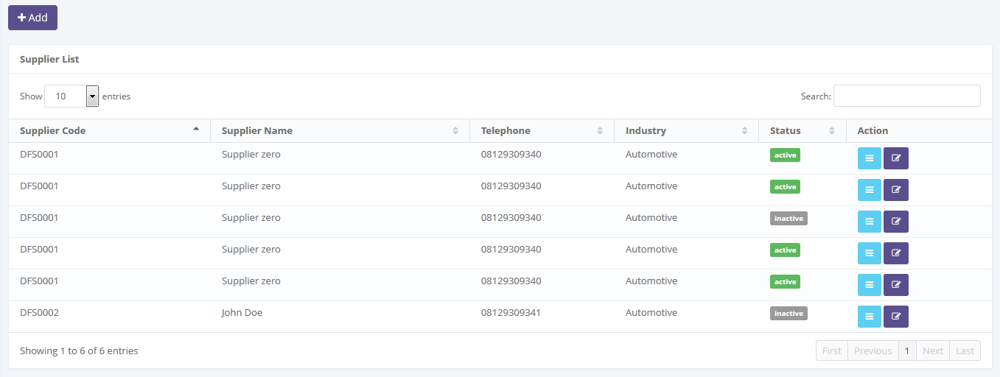 Add
Supplier List
Show 10 entries Search:
Supplier Code Supplier Name Telephone Industry Status Action
DFS0001 Supplier zero 08129309340 Automotive active
DFS0001 Supplier zero 08129309340 Automotive active
DFS0001 Supplier zero 08129309340 Automotive inactive
DFS0001 Supplier zero 08129309340 Automotive active
DFS0001 Supplier zero 08129309340 Automotive active
DFS0002 John Doe 08129309341 Automotive inactive
Showing 1 to 6 of 6 entries First Previous 1 Next Last